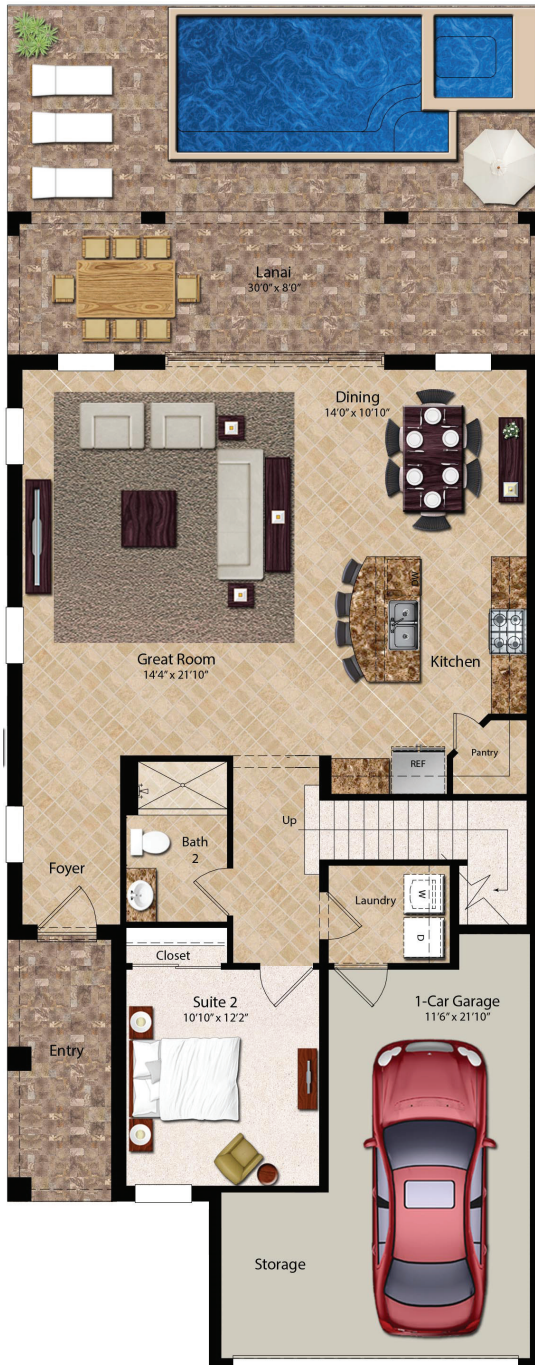 Lanai
30'0" x 8'0"
Dining
14'0" x 10'10"
DW
Great Room
14'4" x 21'10"
Kitchen
Pantry
REF
Up
Bath
2
Foyer
Laundry
W
D
Closet
Suite 2
10'10" x 12'2"
1-Car Garage
11'6" x 21'10"
Entry
Storage